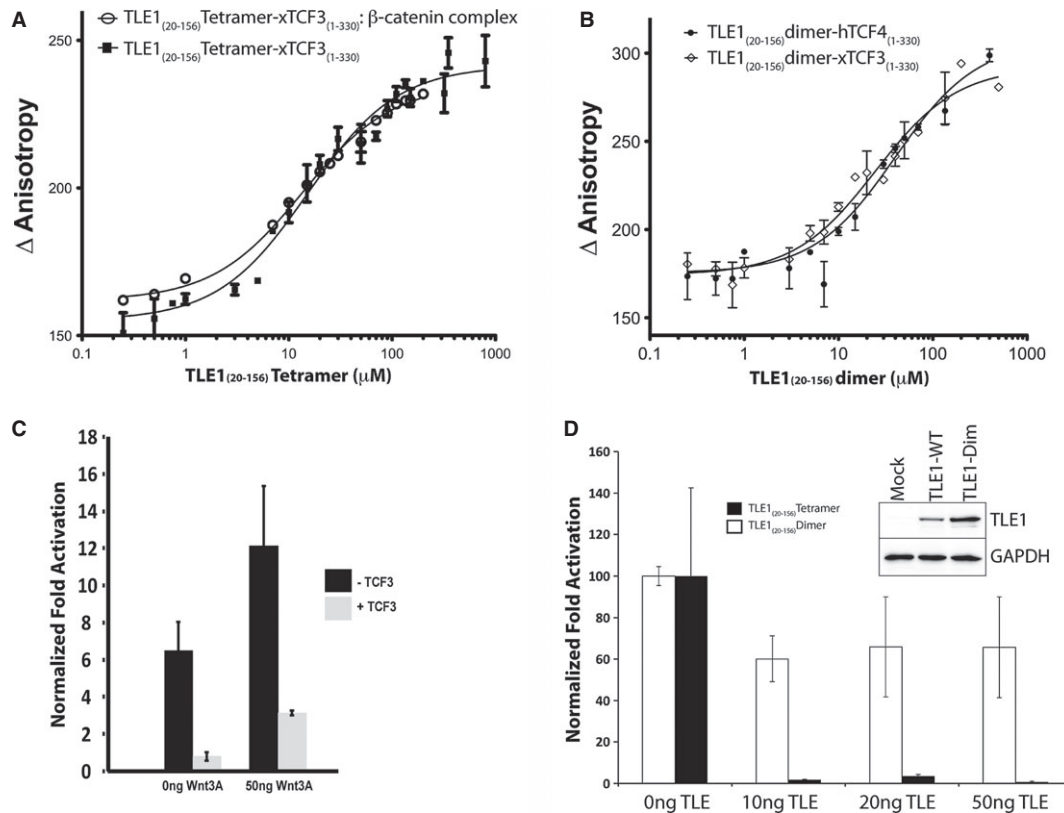 A
TLE1(20-156)Tetramer-xTCF3(1-330): β-catenin complex
TLE1(20-156)Tetramer-xTCF3(1-330)
250
200
150
Δ Anisotropy
0.1
1
10
100
1000
TLE1(20-156) Tetramer (μM)
B
TLE1(20-156)dimer-hTCF4(1-330)
TLE1(20-156)dimer-xTCF3(1-330)
300
250
200
150
Δ Anisotropy
0.1
1
10
100
1000
TLE1(20-156) dimer (μM)
C
18
16
14
12
10
8
6
4
2
0
Normalized Fold Activation
- TCF3
+ TCF3
0ng Wnt3A
50ng Wnt3A
D
160
140
120
100
80
60
40
20
0
Normalized Fold Activation
TLE1(20-156)Tetramer
TLE1(20-156)Dimer
Mock
TLE1-WT
TLE1-Dim
TLE1
GAPDH
0ng TLE
10ng TLE
20ng TLE
50ng TLE